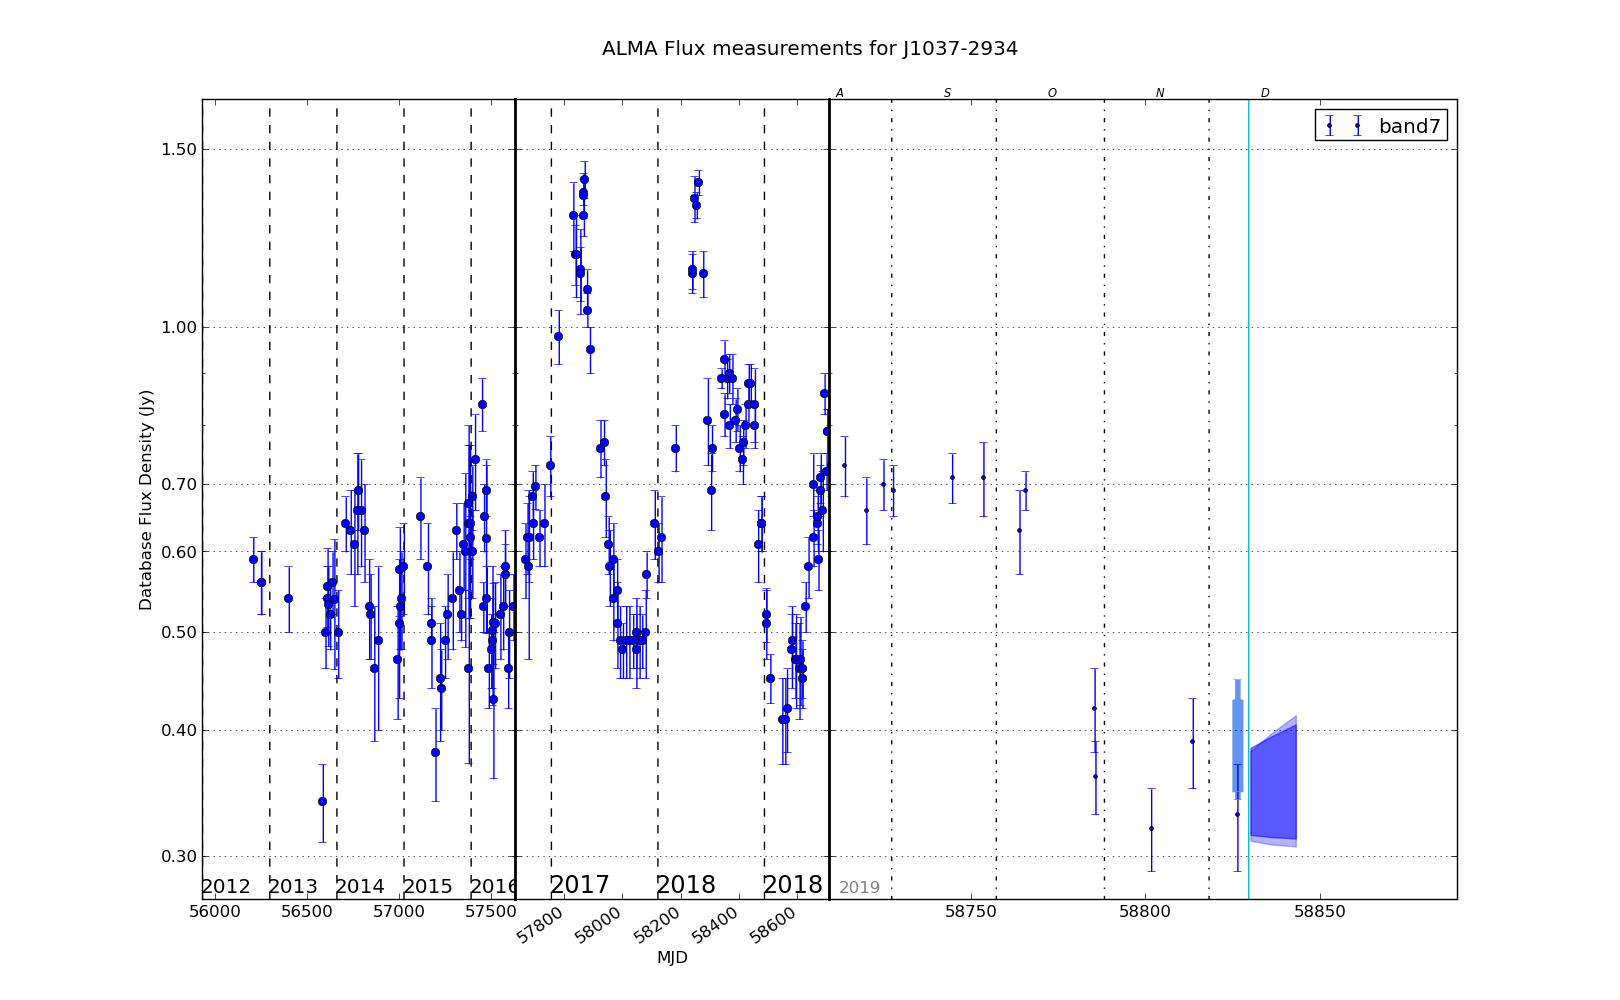 ALMA Flux measurements for J1037-2934
A S O N D
band7
1.50
1.00
0.70
0.60
0.50
0.40
0.30
Database Flux Density (Jy)
2012 2013 2014 2015 2016 2017 2018 2018 2019
56000 56500 57000 57500 57800 58000 58200 58400 58600 58750 58800 58850
MJD